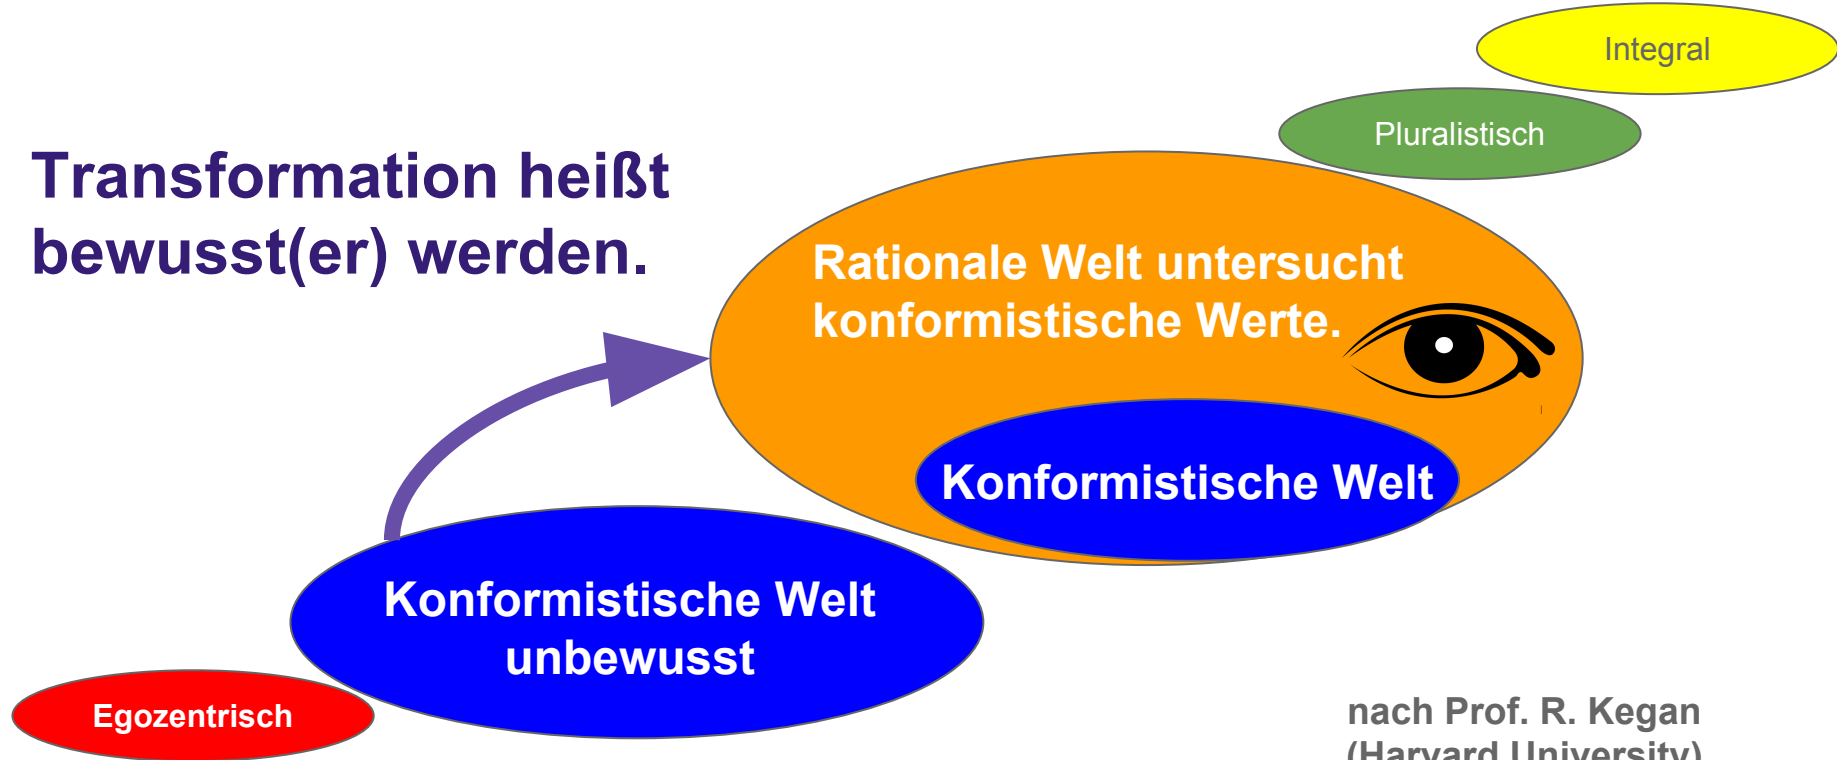 Integral
Pluralistisch
Transformation heißt
bewusst(er) werden.
Rationale Welt untersucht
konformistische Werte.
Konformistische Welt
Konformistische Welt
unbewusst
Egozentrisch
nach Prof. R. Kegan
(Harvard University)